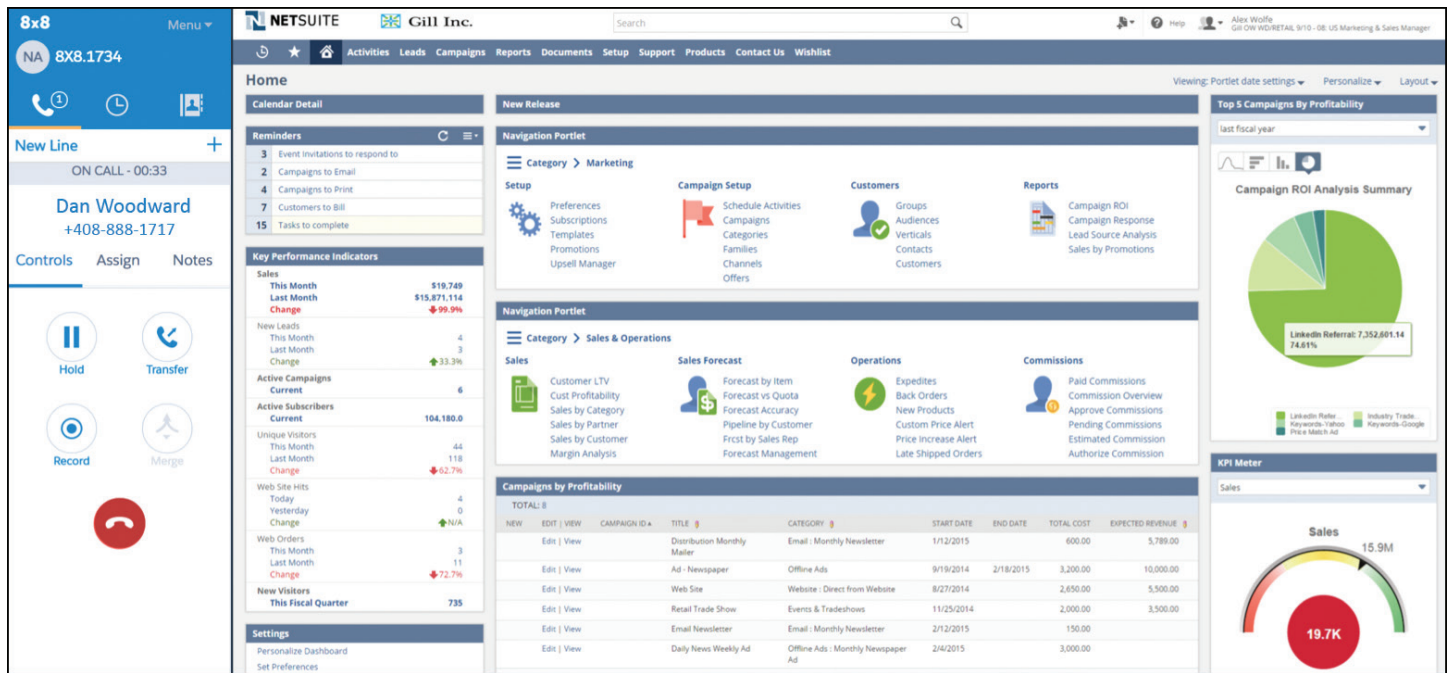 8x8
Menu
NA 8X8.1734
1
New Line +
ON CALL - 00:33
Dan Woodward
+408-888-1717
Controls Assign Notes
Hold Transfer
Record Merge
NETSUITE Gill Inc.
Search
Help
Alex Wolfe
Gill OW WD/RETAIL 9/10 - 08: US Marketing & Sales Manager
Activities Leads Campaigns Reports Documents Setup Support Products Contact Us Wishlist
Home
Viewing: Portlet date settings Personalize Layout
Calendar Detail
Reminders
3 Event Invitations to respond to
2 Campaigns to Email
4 Campaigns to Print
7 Customers to Bill
15 Tasks to complete
Key Performance Indicators
Sales
This Month $19,749
Last Month $15,871,114
Change 99.9%
New Leads
This Month 4
Last Month 3
Change 33.3%
Active Campaigns
Current 6
Active Subscribers
Current 104,180.0
Unique Visitors
This Month 44
Last Month 118
Change 62.7%
Web Site Hits
Today 4
Yesterday 0
Change N/A
Web Orders
This Month 3
Last Month 11
Change 72.7%
New Visitors
This Fiscal Quarter 735
Settings
Personalize Dashboard
Set Preferences
New Release
Navigation Portlet
Category > Marketing
Setup
Preferences
Subscriptions
Templates
Promotions
Upsell Manager
Campaign Setup
Schedule Activities
Campaigns
Categories
Families
Channels
Offers
Customers
Groups
Audiences
Verticals
Contacts
Customers
Reports
Campaign ROI
Campaign Response
Lead Source Analysis
Sales by Promotions
Navigation Portlet
Category > Sales & Operations
Sales
Customer LTV
Cust Profitability
Sales by Category
Sales by Partner
Sales by Customer
Margin Analysis
Sales Forecast
Forecast by Item
Forecast vs Quota
Forecast Accuracy
Pipeline by Customer
Frcst by Sales Rep
Forecast Management
Operations
Expedites
Back Orders
New Products
Custom Price Alert
Price Increase Alert
Late Shipped Orders
Commissions
Paid Commissions
Commission Overview
Approve Commissions
Pending Commissions
Estimated Commission
Authorize Commission
Campaigns by Profitability
TOTAL: 8
NEW EDIT | VIEW CAMPAIGN ID TITLE CATEGORY START DATE END DATE TOTAL COST EXPECTED REVENUE
Edit | View Distribution Monthly Mailer Email : Monthly Newsletter 1/12/2015 600.00 5,789.00
Edit | View Ad - Newspaper Offline Ads 9/19/2014 2/18/2015 3,200.00 10,000.00
Edit | View Web Site Website : Direct from Website 8/27/2014 2,650.00 5,500.00
Edit | View Retail Trade Show Events & Tradeshows 11/25/2014 2,000.00 3,500.00
Edit | View Email Newsletter Email : Monthly Newsletter 2/12/2015 150.00
Edit | View Daily News Weekly Ad Offline Ads : Monthly Newspaper Ad 2/4/2015 3,000.00
Top 5 Campaigns By Profitability
last fiscal year
Campaign ROI Analysis Summary
LinkedIn Referral: 7,352,601.14
74.61%
LinkedIn Refer... Industry Trade...
Keywords-Yahoo Keywords-Google
Price Match Ad
KPI Meter
Sales
Sales
15.9M
19.7K